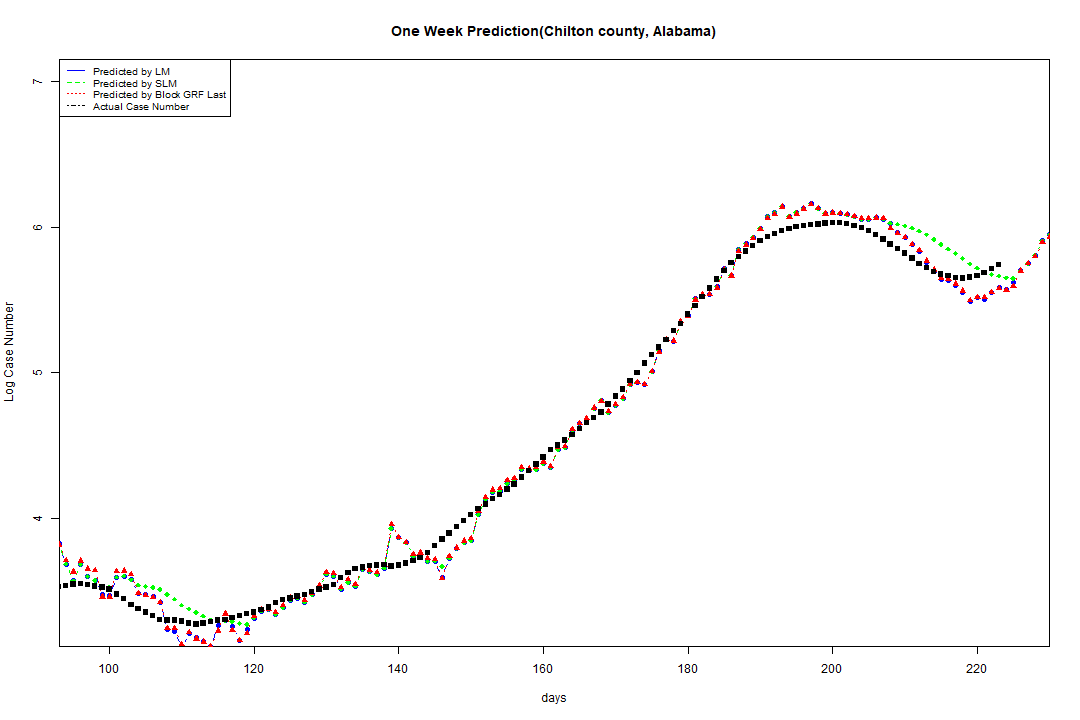 One Week Prediction(Chilton county, Alabama)
Predicted by LM
Predicted by SLM
Predicted by Block GRF Last
Actual Case Number
7
6
5
4
Log Case Number
100 120 140 160 180 200 220
days